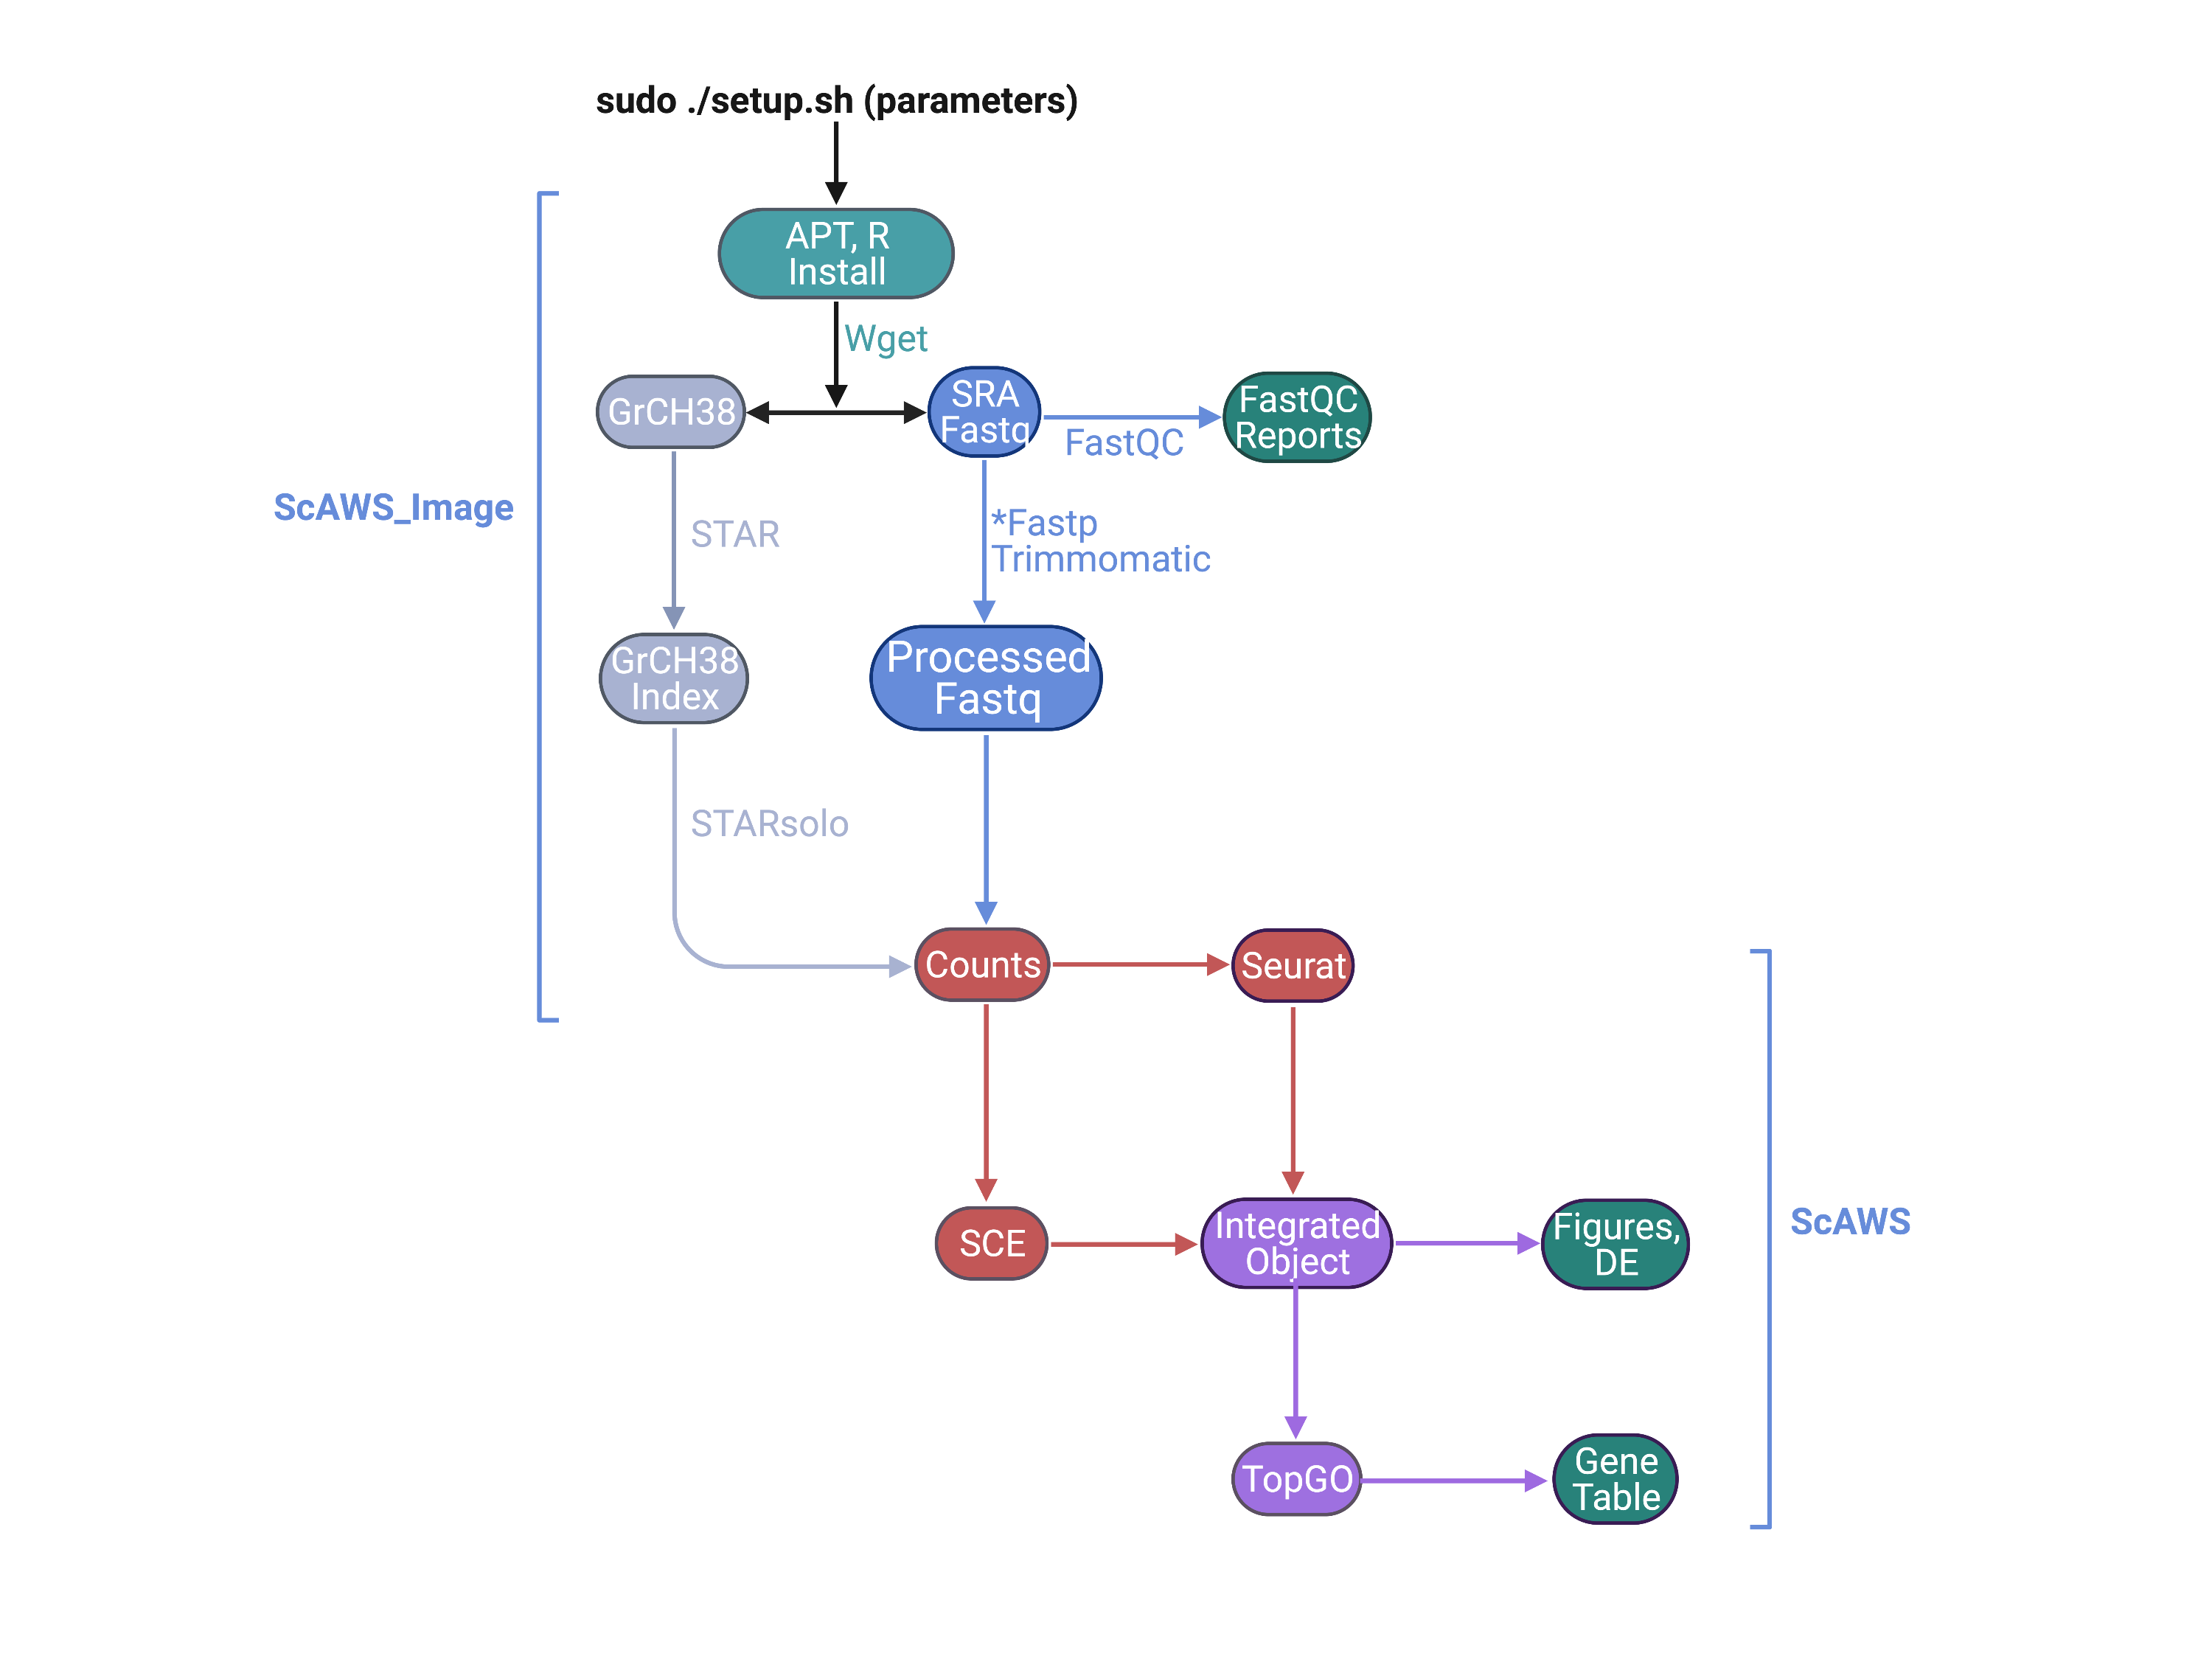 sudo ./setup.sh (parameters)
APT, R
Install
Wget
GrCH38
SRA
Fastq
FastQC
FastQC
Reports
ScAWS_Image
STAR
*Fastp
Trimmomatic
GrCH38
Index
Processed
Fastq
STARsolo
Counts
Seurat
SCE
Integrated
Object
Figures,
DE
ScAWS
TopGO
Gene
Table